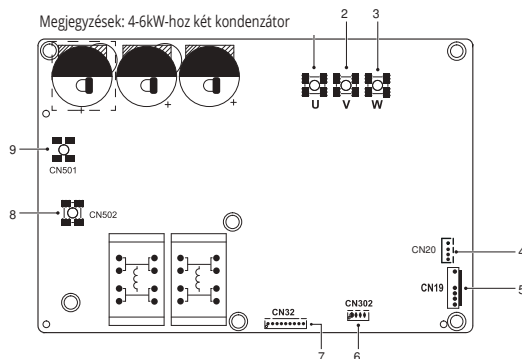 Megjegyzések: 4-6kW-hoz két kondenzátor
2 3
U V W
+ + +
9
CN501
8 CN502
CN20 4
CN19 5
CN32 CN302
7 6